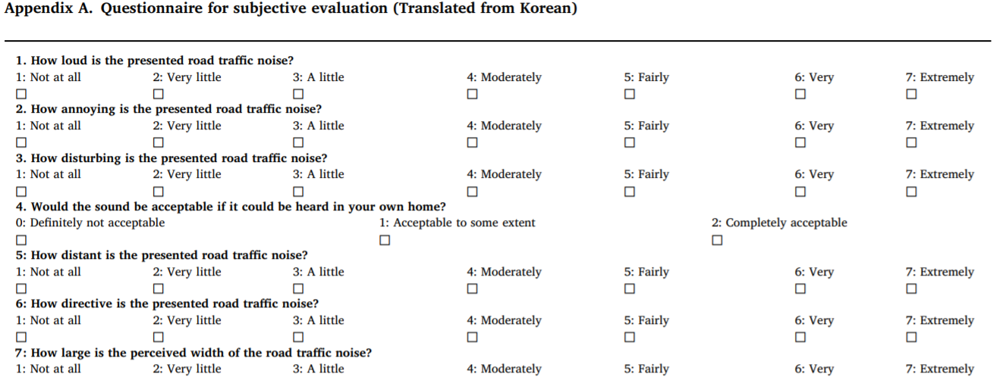 Appendix A. Questionnaire for subjective evaluation (Translated from Korean)
1. How loud is the presented road traffic noise?
1: Not at all 2: Very little 3: A little 4: Moderately 5: Fairly 6: Very 7: Extremely
☐ ☐ ☐ ☐ ☐ ☐ ☐
2. How annoying is the presented road traffic noise?
1: Not at all 2: Very little 3: A little 4: Moderately 5: Fairly 6: Very 7: Extremely
☐ ☐ ☐ ☐ ☐ ☐ ☐
3. How disturbing is the presented road traffic noise?
1: Not at all 2: Very little 3: A little 4: Moderately 5: Fairly 6: Very 7: Extremely
☐ ☐ ☐ ☐ ☐ ☐ ☐
4. Would the sound be acceptable if it could be heard in your own home?
0: Definitely not acceptable 1: Acceptable to some extent 2: Completely acceptable
☐ ☐ ☐
5: How distant is the presented road traffic noise?
1: Not at all 2: Very little 3: A little 4: Moderately 5: Fairly 6: Very 7: Extremely
☐ ☐ ☐ ☐ ☐ ☐ ☐
6: How directive is the presented road traffic noise?
1: Not at all 2: Very little 3: A little 4: Moderately 5: Fairly 6: Very 7: Extremely
☐ ☐ ☐ ☐ ☐ ☐ ☐
7: How large is the perceived width of the road traffic noise?
1: Not at all 2: Very little 3: A little 4: Moderately 5: Fairly 6: Very 7: Extremely